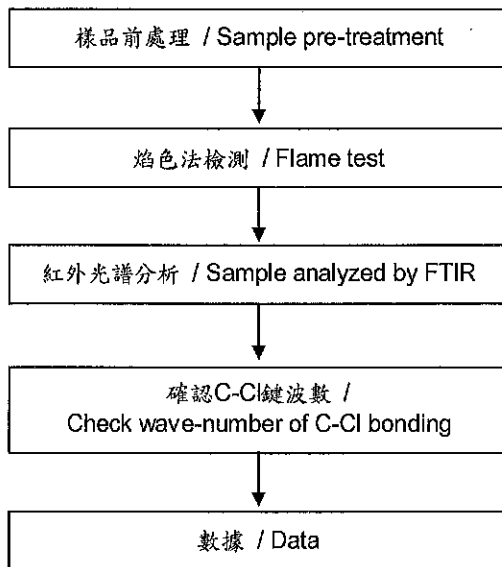 樣品前處理 / Sample pre-treatment
焰色法檢測 / Flame test
紅外光譜分析 / Sample analyzed by FTIR
確認C-Cl鍵波數 /
Check wave-number of C-Cl bonding
數據 / Data